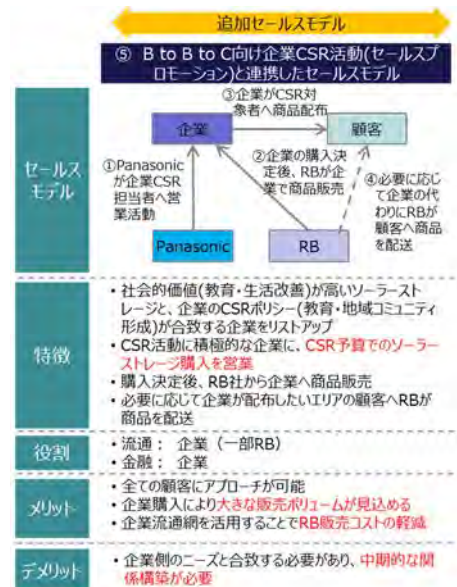 追加セールスモデル
⑤ B to B to C向け企業CSR活動(セールスプ
ロモーション)と連携したセールスモデル
セールス
モデル
③企業がCSR対
象者へ商品配布
企業
顧客
①Panasonic
が企業CSR
担当者へ営
業活動
②企業の購入決
定後、RBが企
業で商品販売
④必要に応じ
て企業の代
わりにRBが
顧客へ商品
を配送
Panasonic
RB
特徴
・社会的価値(教育・生活改善)が高いソーラースト
レージと、企業のCSRポリシー(教育・地域コミュニティ
形成)が合致する企業をリストアップ
・CSR活動に積極的な企業に、CSR予算でのソーラー
ストレージ購入を営業
・購入決定後、RB社から企業へ商品販売
・必要に応じて企業が配布したいエリアの顧客へRBが
商品を配送
役割
・流通： 企業（一部RB）
・金融： 企業
メリット
・全ての顧客にアプローチが可能
・企業購入により大きな販売ボリュームが見込める
・企業流通網を活用することでRB販売コストの軽減
デメリット
・企業側のニーズと合致する必要があり、中期的な関
係構築が必要